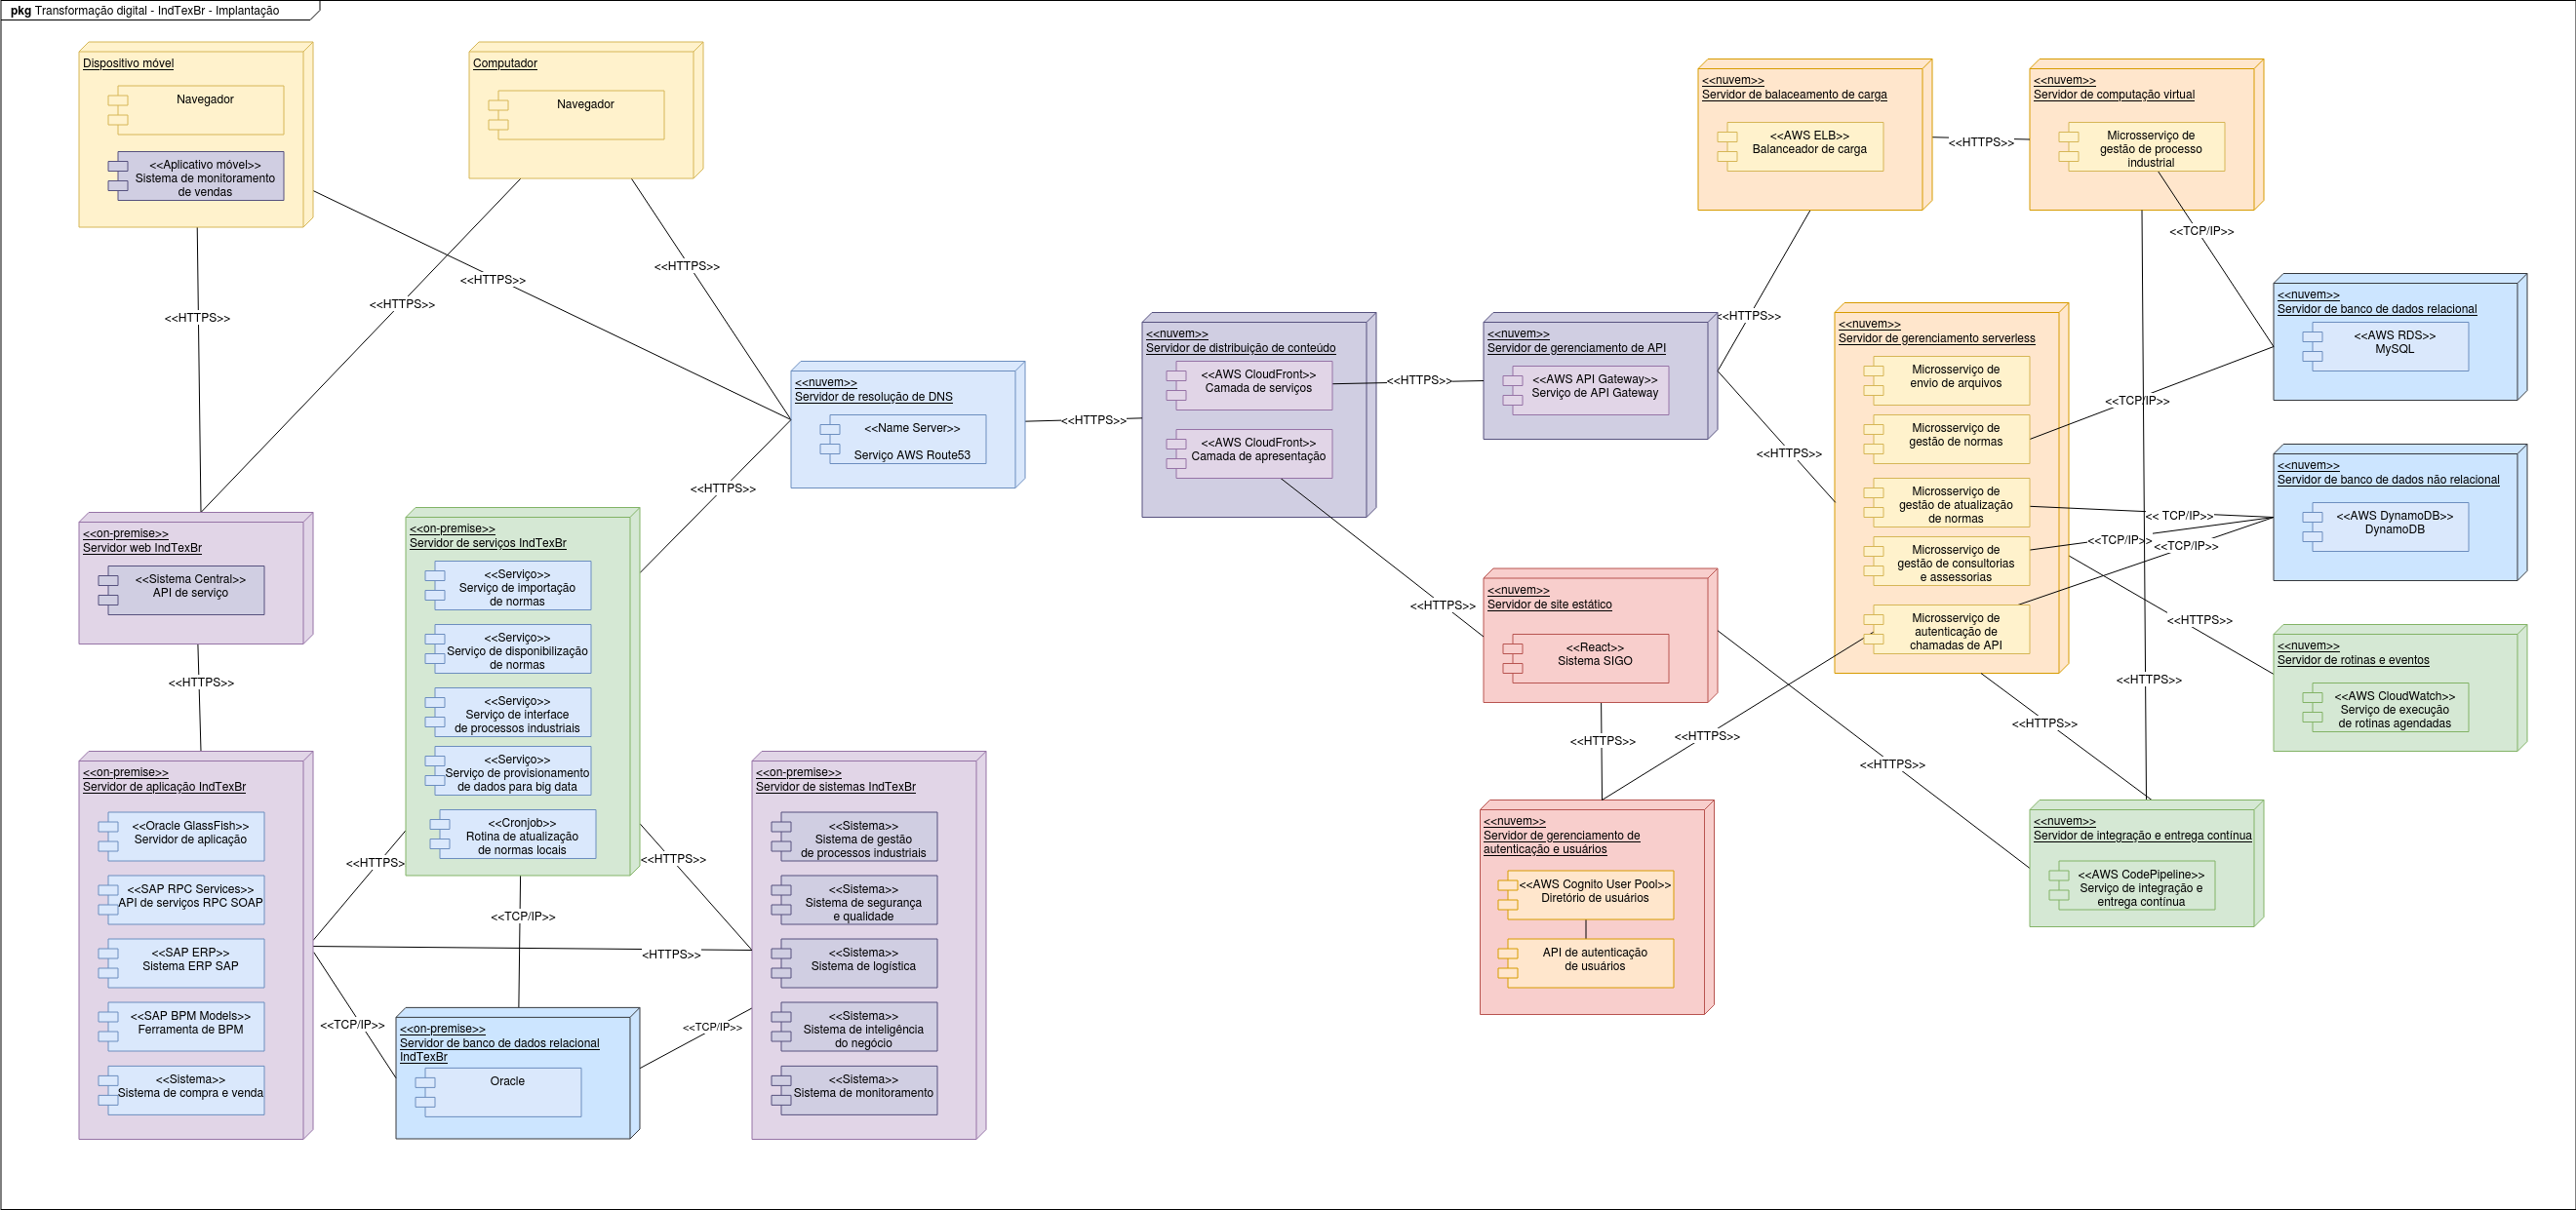 pkg Transformação digital - IndTexBr - Implantação
Dispositivo móvel
Navegador
<<Aplicativo móvel>>
Sistema de monitoramento
de vendas
Computador
Navegador
<<HTTPS>>
<<HTTPS>>
<<HTTPS>>
<<HTTPS>>
<<nuvem>>
Servidor de resolução de DNS
<<Name Server>>
Serviço AWS Route53
<<HTTPS>>
<<HTTPS>>
<<on-premise>>
Servidor web IndTexBr
<<Sistema Central>>
API de serviço
<<HTTPS>>
<<on-premise>>
Servidor de serviços IndTexBr
<<Serviço>>
Serviço de importação
de normas
<<Serviço>>
Serviço de disponibilização
de normas
<<Serviço>>
Serviço de interface
de processos industriais
<<Serviço>>
Serviço de provisionamento
de dados para big data
<<Cronjob>>
Rotina de atualização
de normas locais
<<on-premise>>
Servidor de aplicação IndTexBr
<<Oracle GlassFish>>
Servidor de aplicação
<<SAP RPC Services>>
API de serviços RPC SOAP
<<SAP ERP>>
Sistema ERP SAP
<<SAP BPM Models>>
Ferramenta de BPM
<<Sistema>>
Sistema de compra e venda
<<HTTPS>
<<HTTPS>>
<<TCP/IP>>
<HTTPS>>
<<TCP/IP>>
<<TCP/IP>>
<<on-premise>>
Servidor de banco de dados relacional
IndTexBr
Oracle
<<on-premise>>
Servidor de sistemas IndTexBr
<<Sistema>>
Sistema de gestão
de processos industriais
<<Sistema>>
Sistema de segurança
e qualidade
<<Sistema>>
Sistema de logística
<<Sistema>>
Sistema de inteligência
do negócio
<<Sistema>>
Sistema de monitoramento
<<nuvem>>
Servidor de distribuição de conteúdo
<<AWS CloudFront>>
Camada de serviços
<<AWS CloudFront>>
Camada de apresentação
<<HTTPS>>
<<HTTPS>>
<<nuvem>>
Servidor de gerenciamento de API
<<AWS API Gateway>>
Serviço de API Gateway
<<HTTPS>>
<<HTTPS>>
<<nuvem>>
Servidor de balaceamento de carga
<<AWS ELB>>
Balanceador de carga
<<HTTPS>>
<<nuvem>>
Servidor de computação virtual
Microsserviço de
gestão de processo
industrial
<<TCP/IP>>
<<nuvem>>
Servidor de gerenciamento serverless
Microsserviço de
envio de arquivos
Microsserviço de
gestão de normas
Microsserviço de
gestão de atualização
de normas
Microsserviço de
gestão de consultorias
e assessorias
Microsserviço de
autenticação de
chamadas de API
<<TCP/IP>>
<< TCP/IP>>
<<TCP/IP>>
<<TCP/IP>>
<<HTTPS>>
<<HTTPS>>
<<HTTPS>>
<<nuvem>>
Servidor de banco de dados relacional
<<AWS RDS>>
MySQL
<<nuvem>>
Servidor de banco de dados não relacional
<<AWS DynamoDB>>
DynamoDB
<<nuvem>>
Servidor de rotinas e eventos
<<AWS CloudWatch>>
Serviço de execução
de rotinas agendadas
<<nuvem>>
Servidor de site estático
<<React>>
Sistema SIGO
<<HTTPS>>
<<HTTPS>>
<<HTTPS>>
<<nuvem>>
Servidor de gerenciamento de
autenticação e usuários
<<AWS Cognito User Pool>>
Diretório de usuários
API de autenticação
de usuários
<<nuvem>>
Servidor de integração e entrega contínua
<<AWS CodePipeline>>
Serviço de integração e
entrega contínua